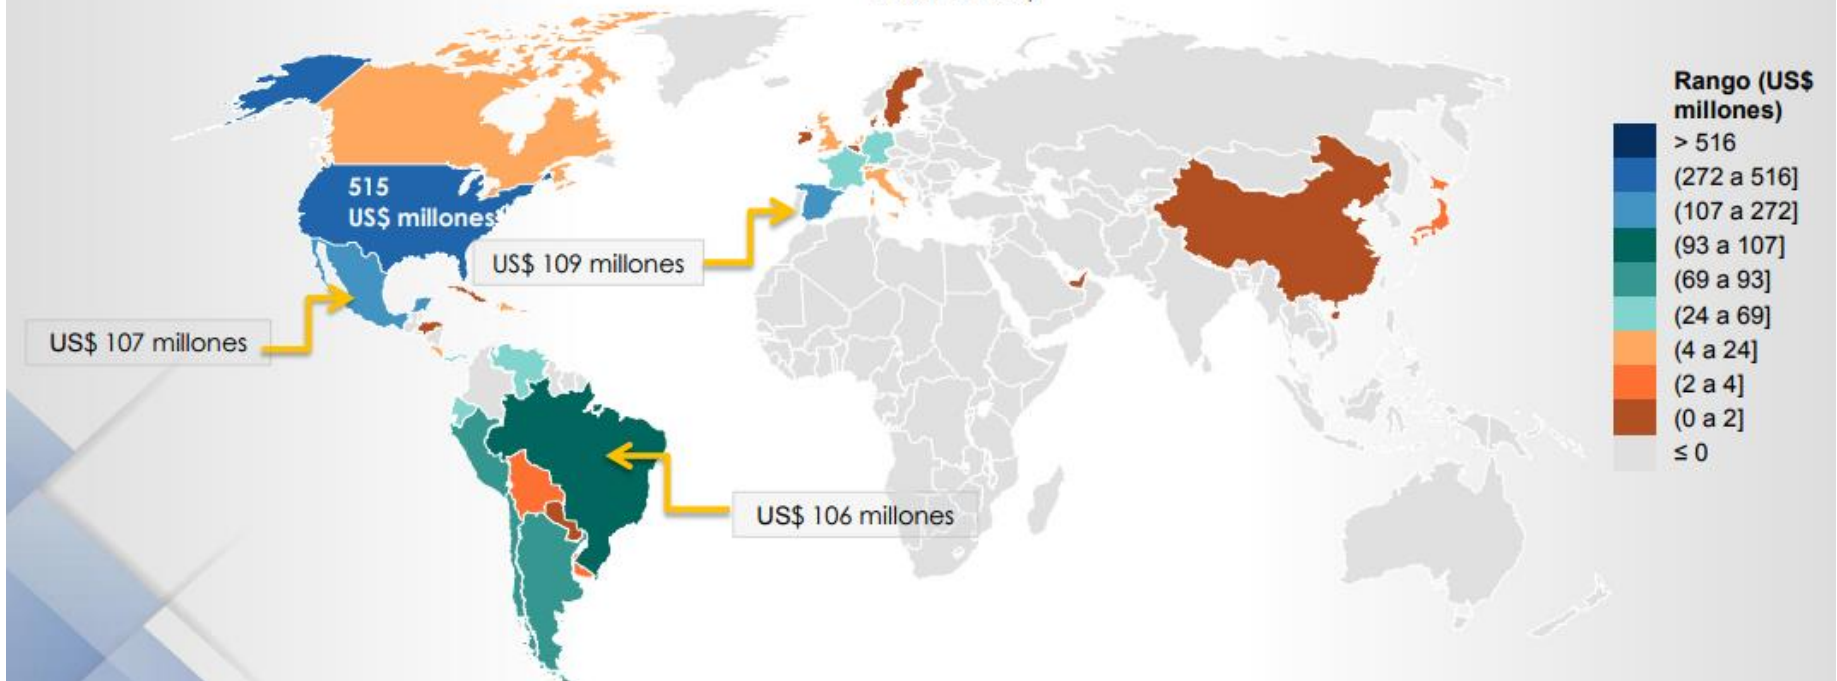 515
US$ millones
US$ 109 millones
US$ 107 millones
US$ 106 millones
Rango (US$
millones)
> 516
(272 a 516]
(107 a 272]
(93 a 107]
(69 a 93]
(24 a 69]
(4 a 24]
(2 a 4]
(0 a 2]
≤ 0